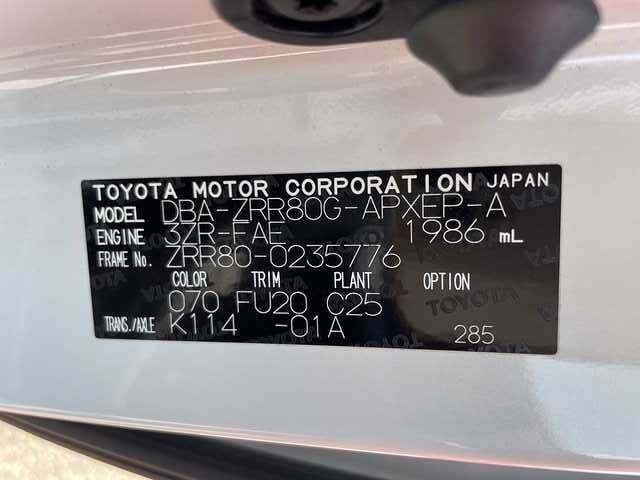 TOYOTA MOTOR CORPORATION JAPAN
MODEL DBA-ZRR80G-APXEP-A
ENGINE 3ZR-FAE 1986 mL
FRAME No. ZRR80-0235776
COLOR TRIM PLANT OPTION
070 FU20 C25
TRANS./AXLE K114 -01A 285